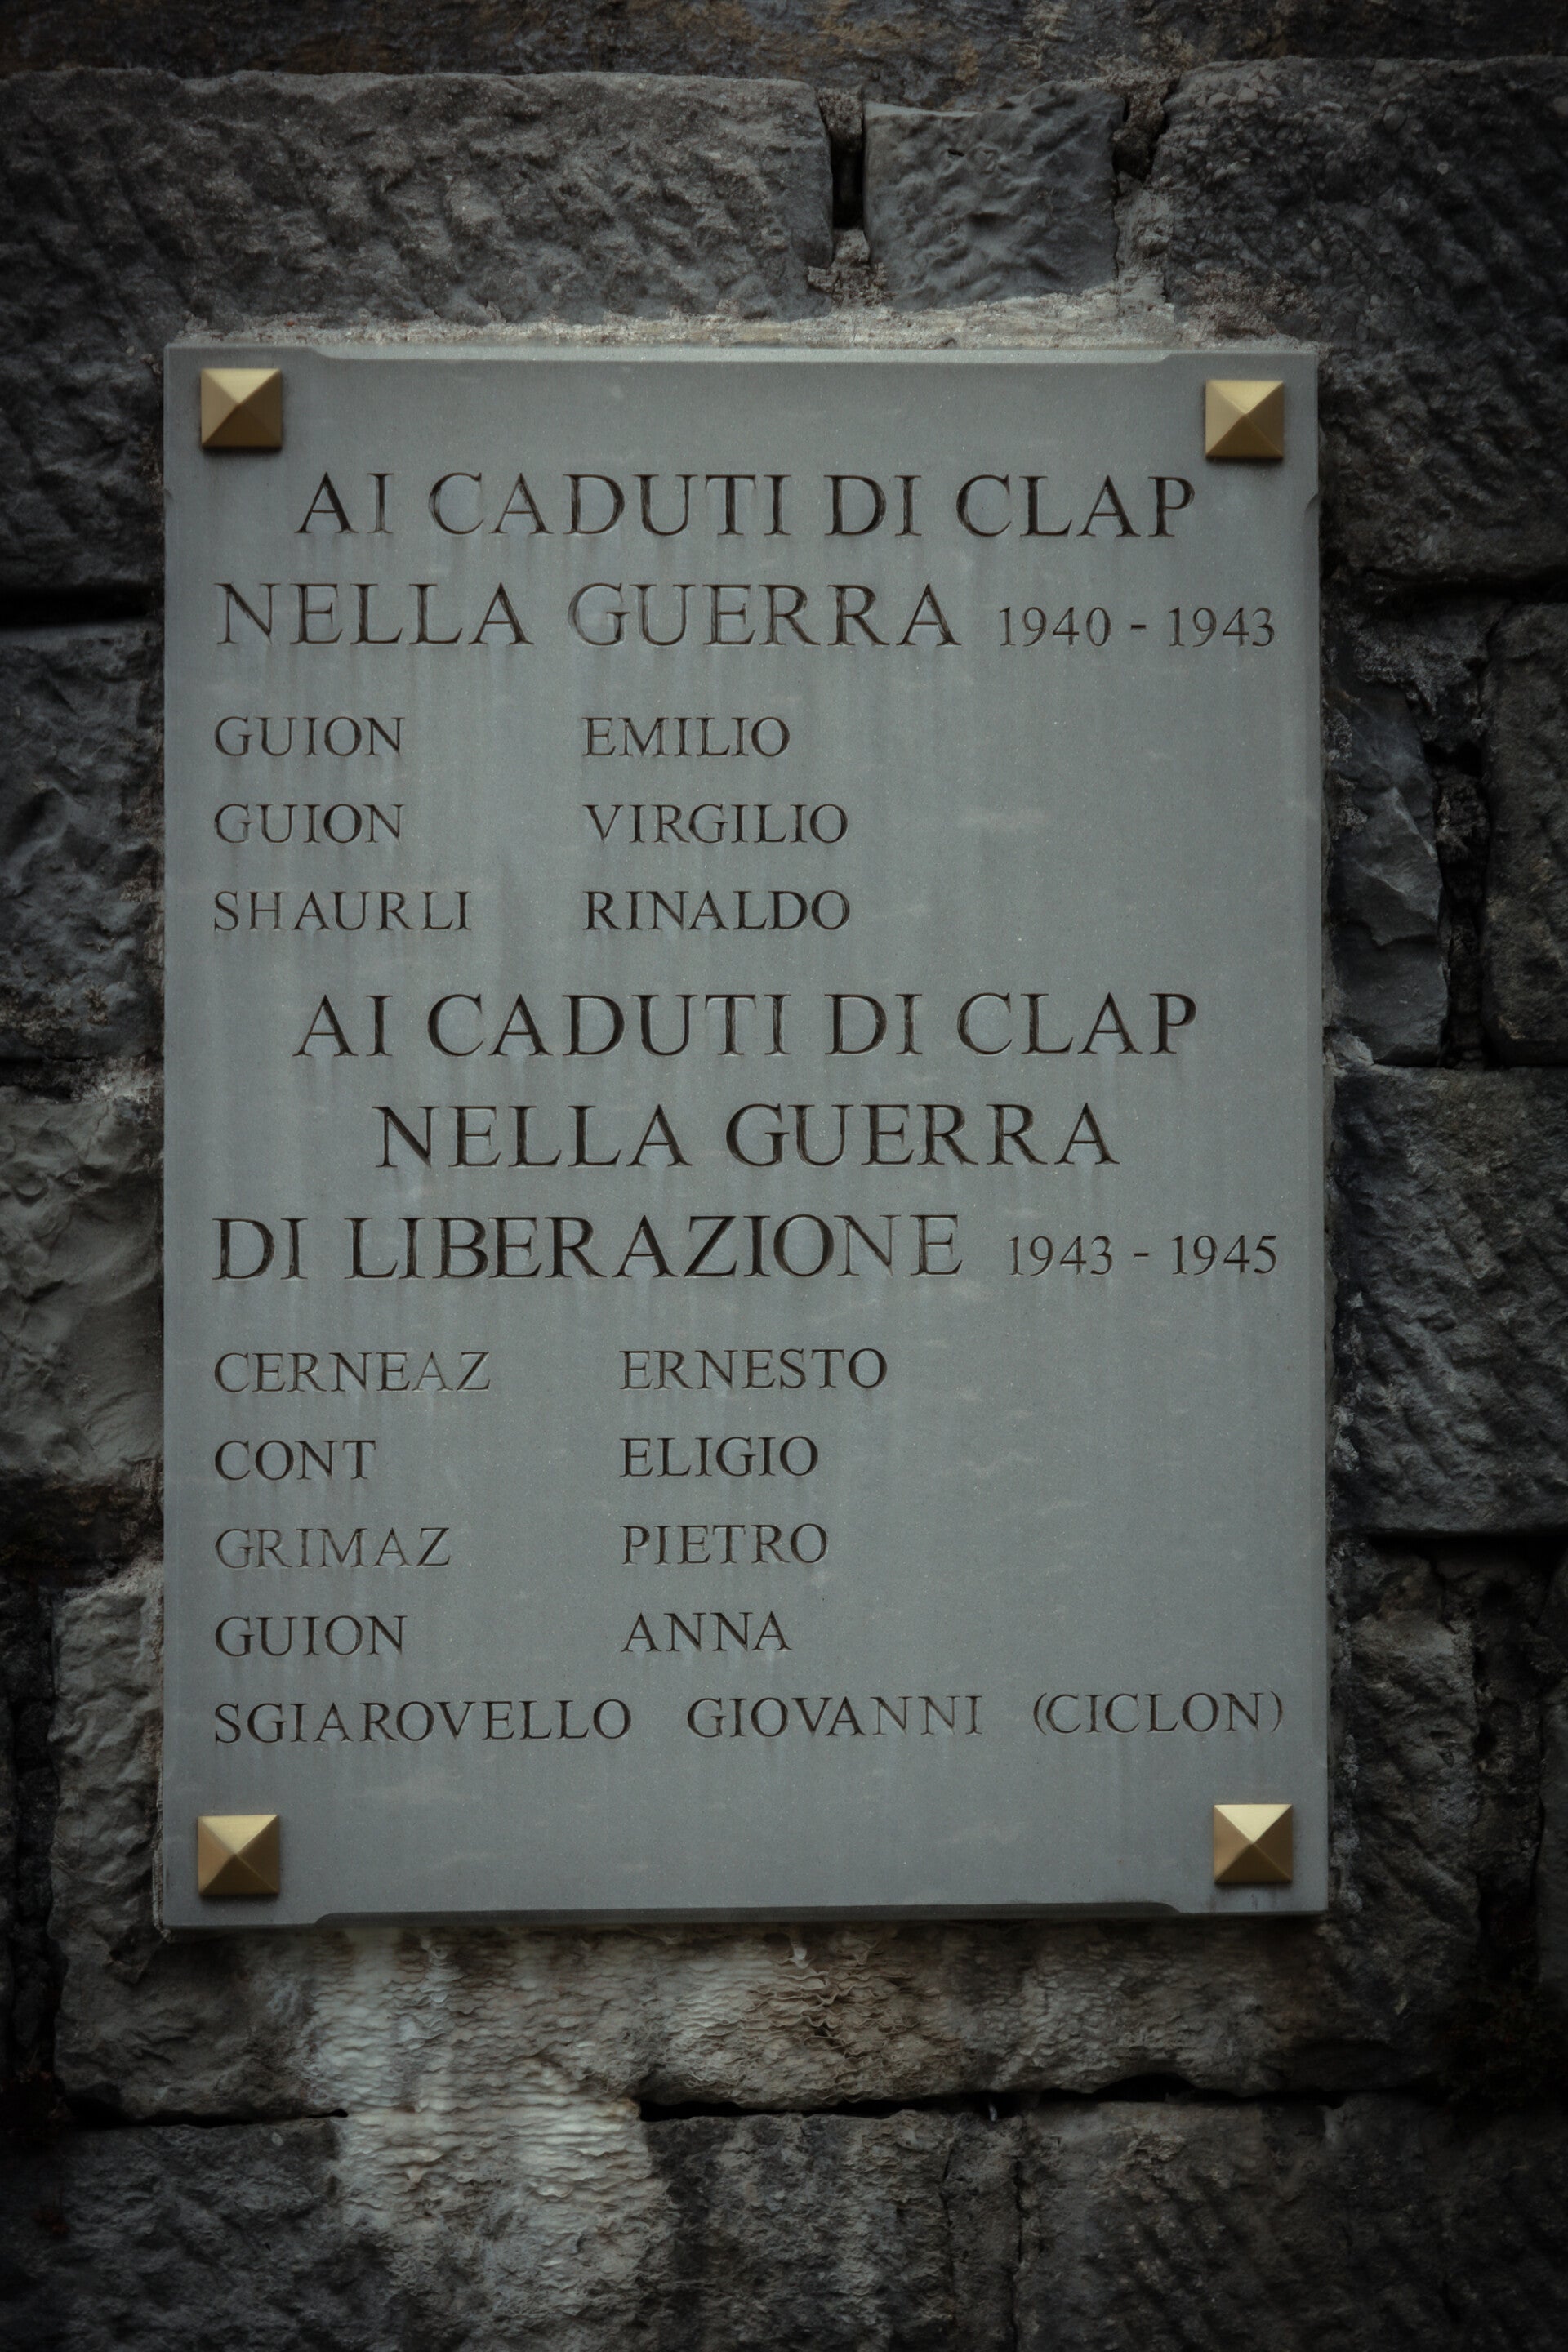 AI CADUTI DI CLAP
NELLA GUERRA 1940 - 1943
GUION EMILIO
GUION VIRGILIO
SHAURLI RINALDO
AI CADUTI DI CLAP
NELLA GUERRA
DI LIBERAZIONE 1943 - 1945
CERNEAZ ERNESTO
CONT ELIGIO
GRIMAZ PIETRO
GUION ANNA
SGIAROVELLO GIOVANNI (CICLON)